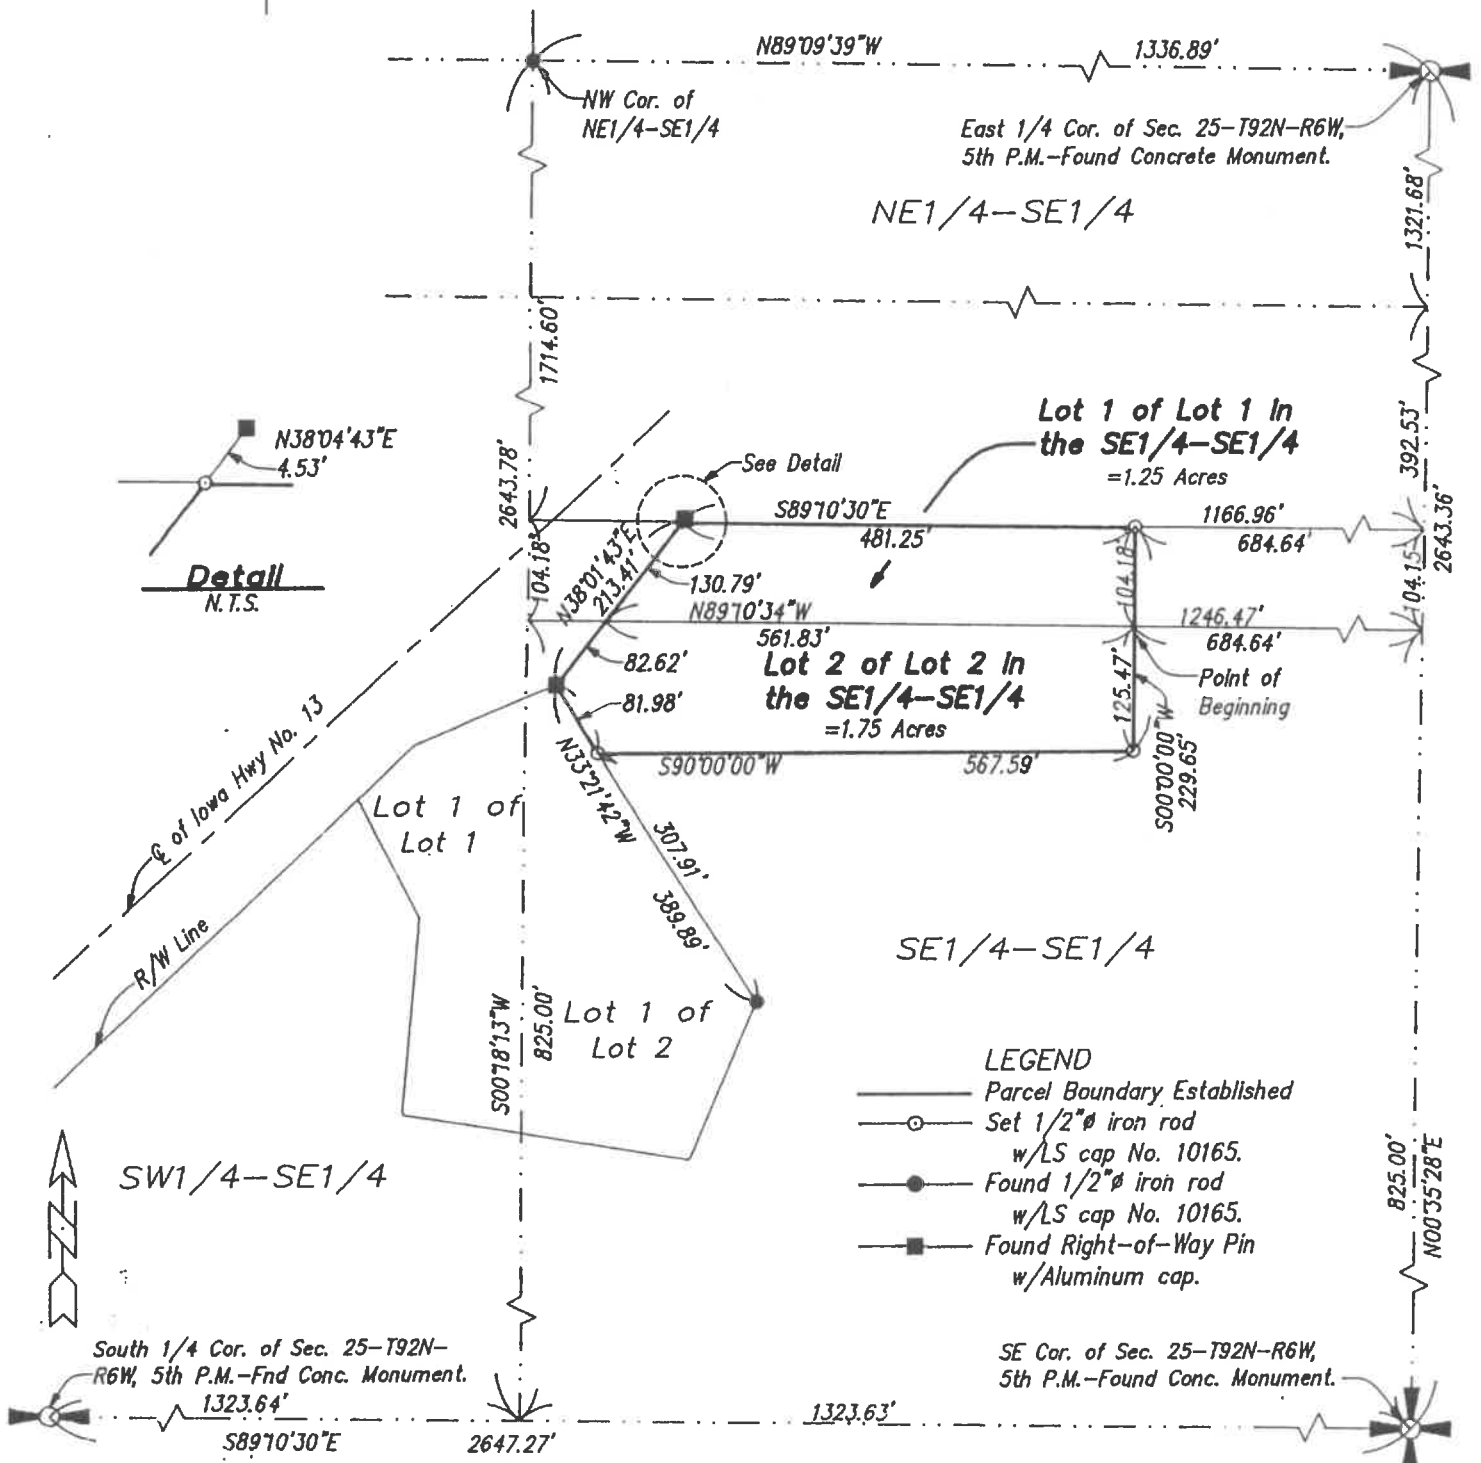 N89°09'39"W
1336.89'
NW Cor. of
NE1/4-SE1/4
East 1/4 Cor. of Sec. 25-T92N-R6W,
5th P.M.-Found Concrete Monument.
NE1/4-SE1/4
1321.68'
1714.60'
2643.78'
N38°04'43"E
4.53'
Detail
N.T.S.
See Detail
Lot 1 of Lot 1 in
the SE1/4-SE1/4
=1.25 Acres
392.53'
2643.36'
S89°10'30"E
481.25'
1166.96'
684.64'
104.18'
N38°01'43"E
213.41'
130.79'
104.18'
104.15'
N89°10'34"W
561.83'
1246.47'
684.64'
82.62'
81.98'
Lot 2 of Lot 2 in
the SE1/4-SE1/4
=1.75 Acres
125.47'
Point of
Beginning
S00°00'00"W
229.65'
S90°00'00"W
567.59'
N33°21'42"W
307.91'
389.89'
℄ of Iowa Hwy No. 13
R/W Line
Lot 1 of
Lot 1
Lot 1 of
Lot 2
S00°18'13"W
825.00'
SE1/4-SE1/4
SW1/4-SE1/4
LEGEND
Parcel Boundary Established
Set 1/2"ø iron rod
w/LS cap No. 10165.
Found 1/2"ø iron rod
w/LS cap No. 10165.
Found Right-of-Way Pin
w/Aluminum cap.
825.00'
N00°35'28"E
N
South 1/4 Cor. of Sec. 25-T92N-
R6W, 5th P.M.-Fnd Conc. Monument.
1323.64'
S89°10'30"E
2647.27'
1323.63'
SE Cor. of Sec. 25-T92N-R6W,
5th P.M.-Found Conc. Monument.